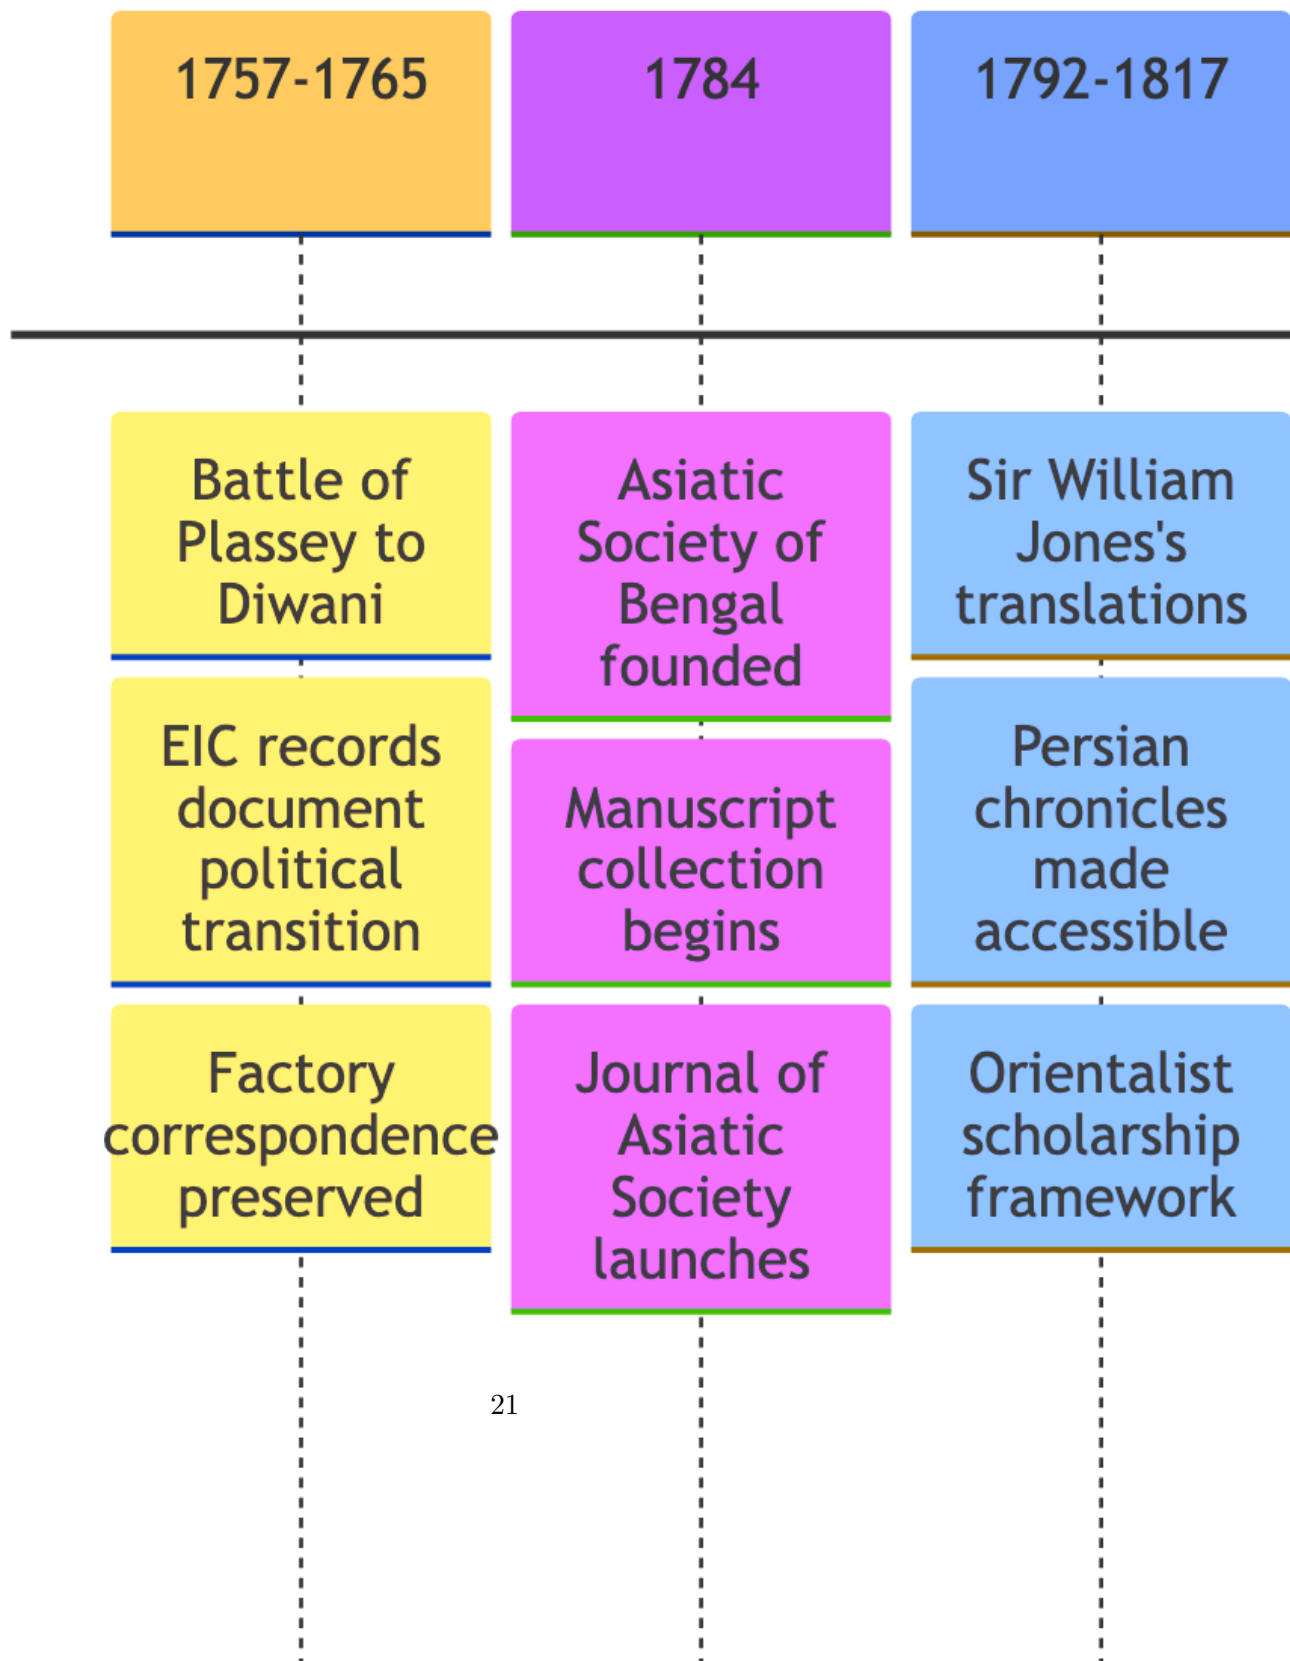 1757-1765
1784
1792-1817
Battle of
Plassey to
Diwani
EIC records
document
political
transition
Factory
correspondence
preserved
Asiatic
Society of
Bengal
founded
Manuscript
collection
begins
Journal of
Asiatic
Society
launches
Sir William
Jones's
translations
Persian
chronicles
made
accessible
Orientalist
scholarship
framework
21